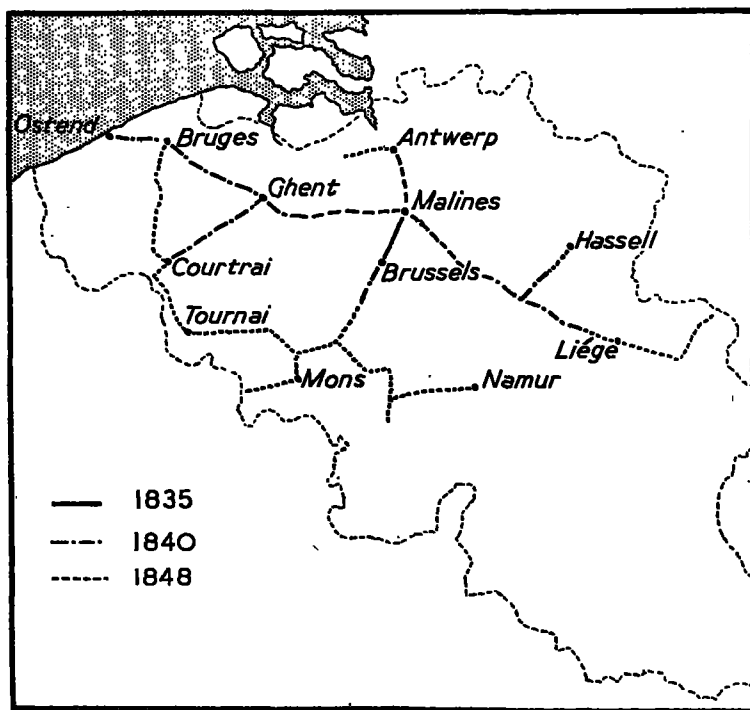 Ostend
Bruges
Antwerp
Ghent
Malines
Hassell
Courtrai
Brussels
Tournai
Liége
Mons
Namur
1835
1840
1848